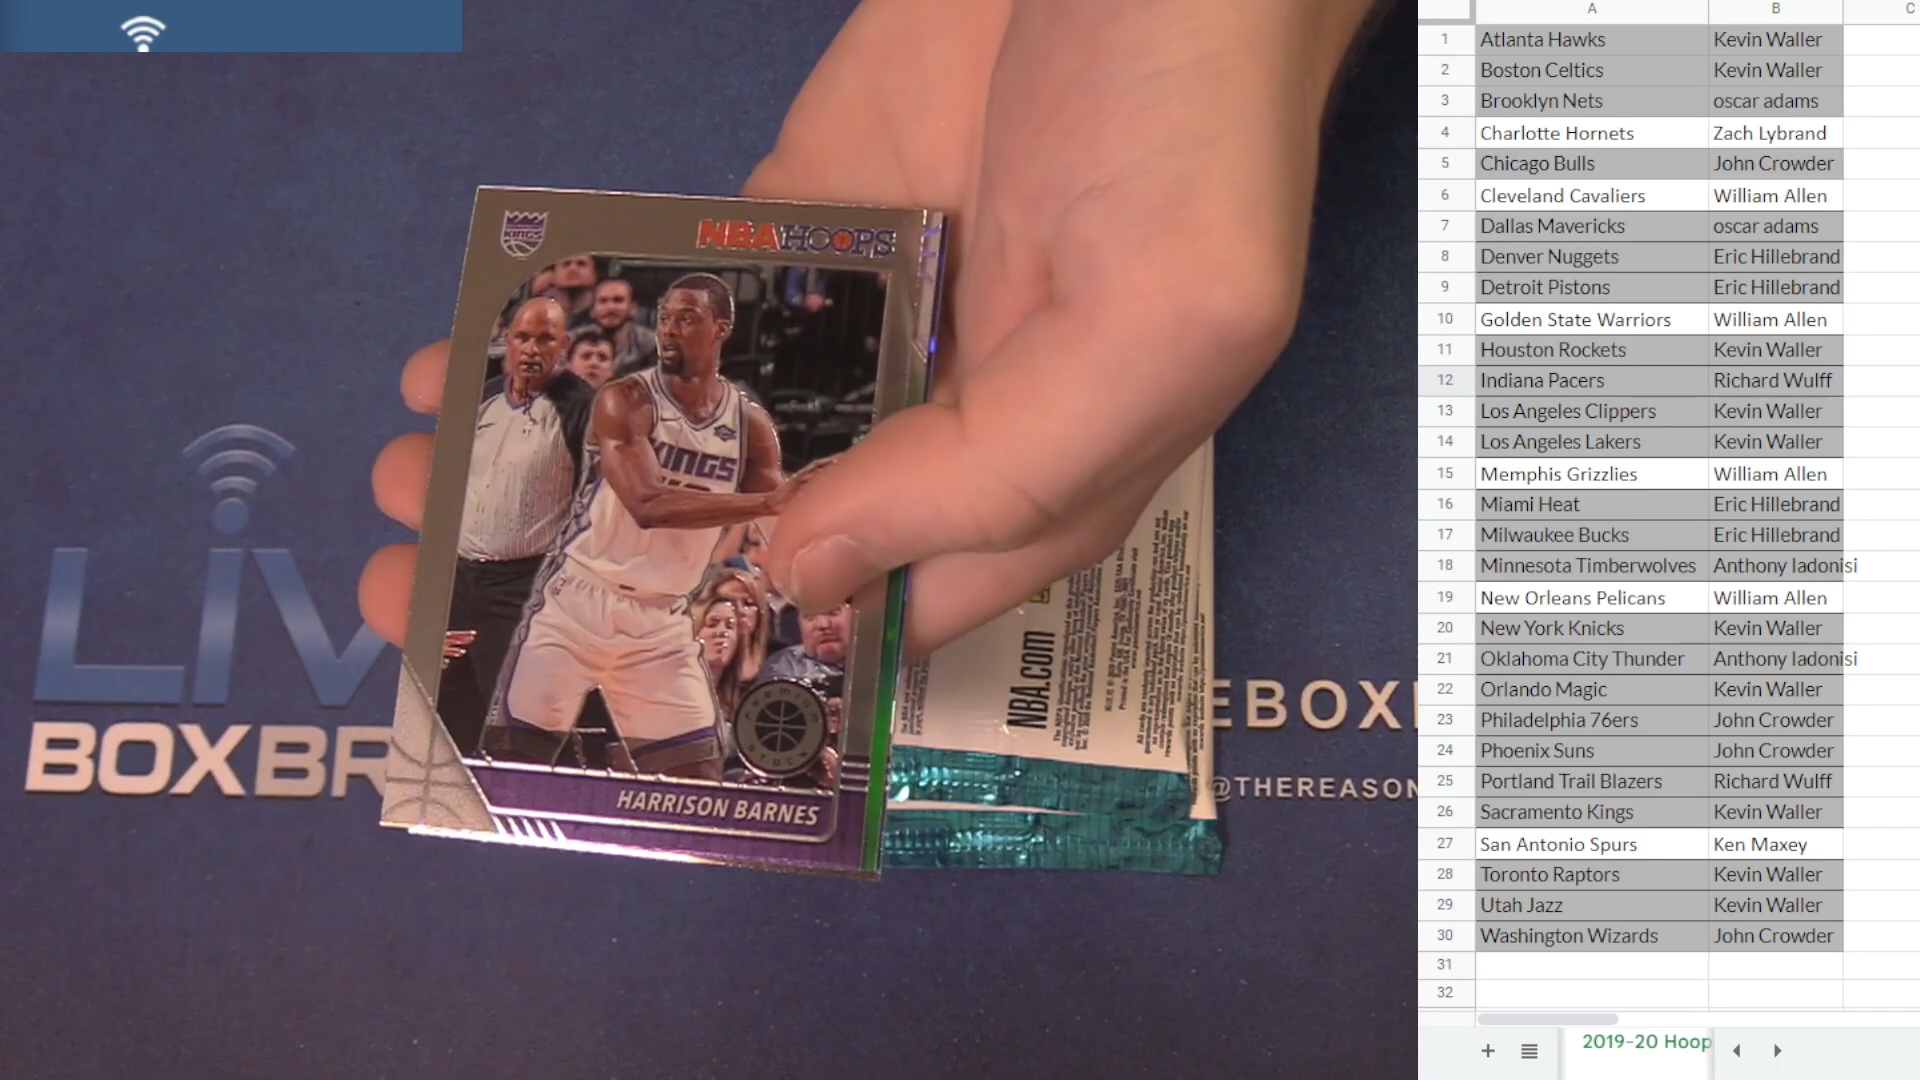 KINGS
NBA HOOPS
KINGS
Premium
Stock
HARRISON BARNES
LIV
BOXBR
NBA.com
EBOX
@THEREASON
A B C
1 Atlanta Hawks Kevin Waller
2 Boston Celtics Kevin Waller
3 Brooklyn Nets oscar adams
4 Charlotte Hornets Zach Lybrand
5 Chicago Bulls John Crowder
6 Cleveland Cavaliers William Allen
7 Dallas Mavericks oscar adams
8 Denver Nuggets Eric Hillebrand
9 Detroit Pistons Eric Hillebrand
10 Golden State Warriors William Allen
11 Houston Rockets Kevin Waller
12 Indiana Pacers Richard Wulff
13 Los Angeles Clippers Kevin Waller
14 Los Angeles Lakers Kevin Waller
15 Memphis Grizzlies William Allen
16 Miami Heat Eric Hillebrand
17 Milwaukee Bucks Eric Hillebrand
18 Minnesota Timberwolves Anthony Iadonisi
19 New Orleans Pelicans William Allen
20 New York Knicks Kevin Waller
21 Oklahoma City Thunder Anthony Iadonisi
22 Orlando Magic Kevin Waller
23 Philadelphia 76ers John Crowder
24 Phoenix Suns John Crowder
25 Portland Trail Blazers Richard Wulff
26 Sacramento Kings Kevin Waller
27 San Antonio Spurs Ken Maxey
28 Toronto Raptors Kevin Waller
29 Utah Jazz Kevin Waller
30 Washington Wizards John Crowder
31
32
2019-20 Hoop